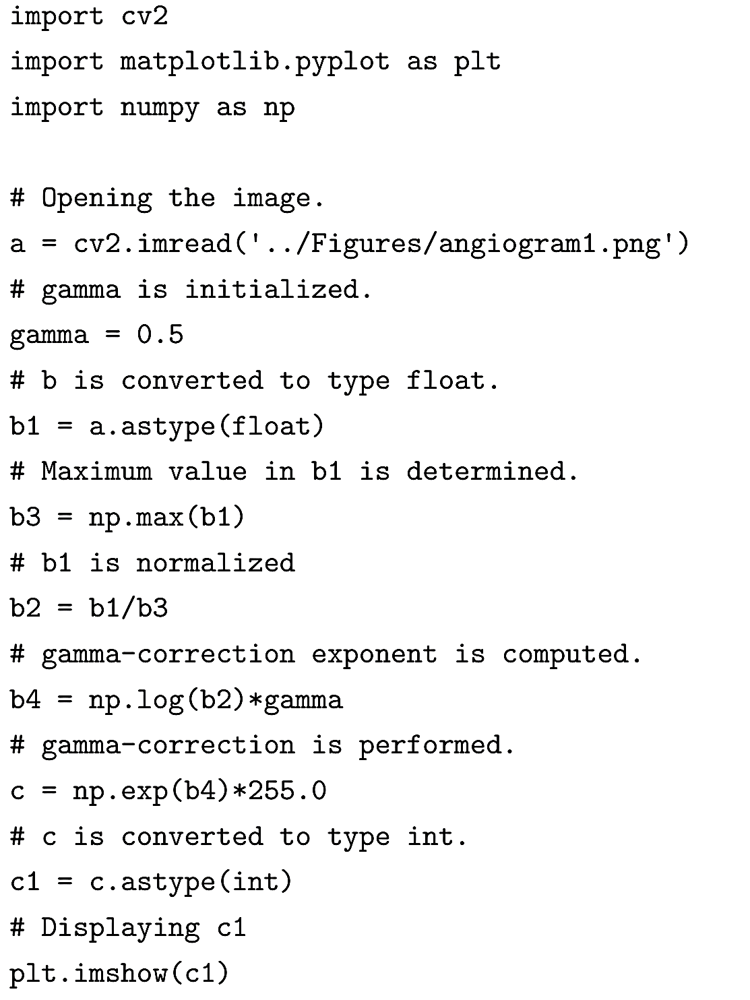 import cv2
import matplotlib.pyplot as plt
import numpy as np
# Opening the image.
a = cv2.imread('../Figures/angiogram1.png')
# gamma is initialized.
gamma = 0.5
# b is converted to type float.
b1 = a.astype(float)
# Maximum value in b1 is determined.
b3 = np.max(b1)
# b1 is normalized
b2 = b1/b3
# gamma-correction exponent is computed.
b4 = np.log(b2)*gamma
# gamma-correction is performed.
c = np.exp(b4)*255.0
# c is converted to type int.
c1 = c.astype(int)
# Displaying c1
plt.imshow(c1)